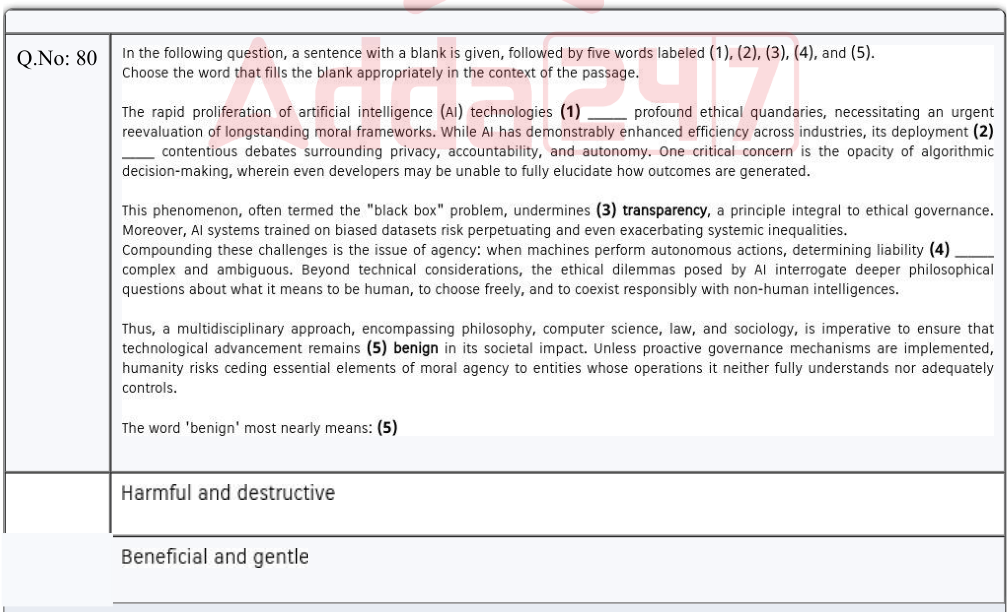 Q.No: 80
In the following question, a sentence with a blank is given, followed by five words labeled (1), (2), (3), (4), and (5).
Choose the word that fills the blank appropriately in the context of the passage.
The rapid proliferation of artificial intelligence (AI) technologies (1) _____ profound ethical quandaries, necessitating an urgent
reevaluation of longstanding moral frameworks. While AI has demonstrably enhanced efficiency across industries, its deployment (2)
____ contentious debates surrounding privacy, accountability, and autonomy. One critical concern is the opacity of algorithmic
decision-making, wherein even developers may be unable to fully elucidate how outcomes are generated.
This phenomenon, often termed the "black box" problem, undermines (3) transparency, a principle integral to ethical governance.
Moreover, AI systems trained on biased datasets risk perpetuating and even exacerbating systemic inequalities.
Compounding these challenges is the issue of agency: when machines perform autonomous actions, determining liability (4) _____
complex and ambiguous. Beyond technical considerations, the ethical dilemmas posed by AI interrogate deeper philosophical
questions about what it means to be human, to choose freely, and to coexist responsibly with non-human intelligences.
Thus, a multidisciplinary approach, encompassing philosophy, computer science, law, and sociology, is imperative to ensure that
technological advancement remains (5) benign in its societal impact. Unless proactive governance mechanisms are implemented,
humanity risks ceding essential elements of moral agency to entities whose operations it neither fully understands nor adequately
controls.
The word 'benign' most nearly means: (5)
Harmful and destructive
Beneficial and gentle
Adda247